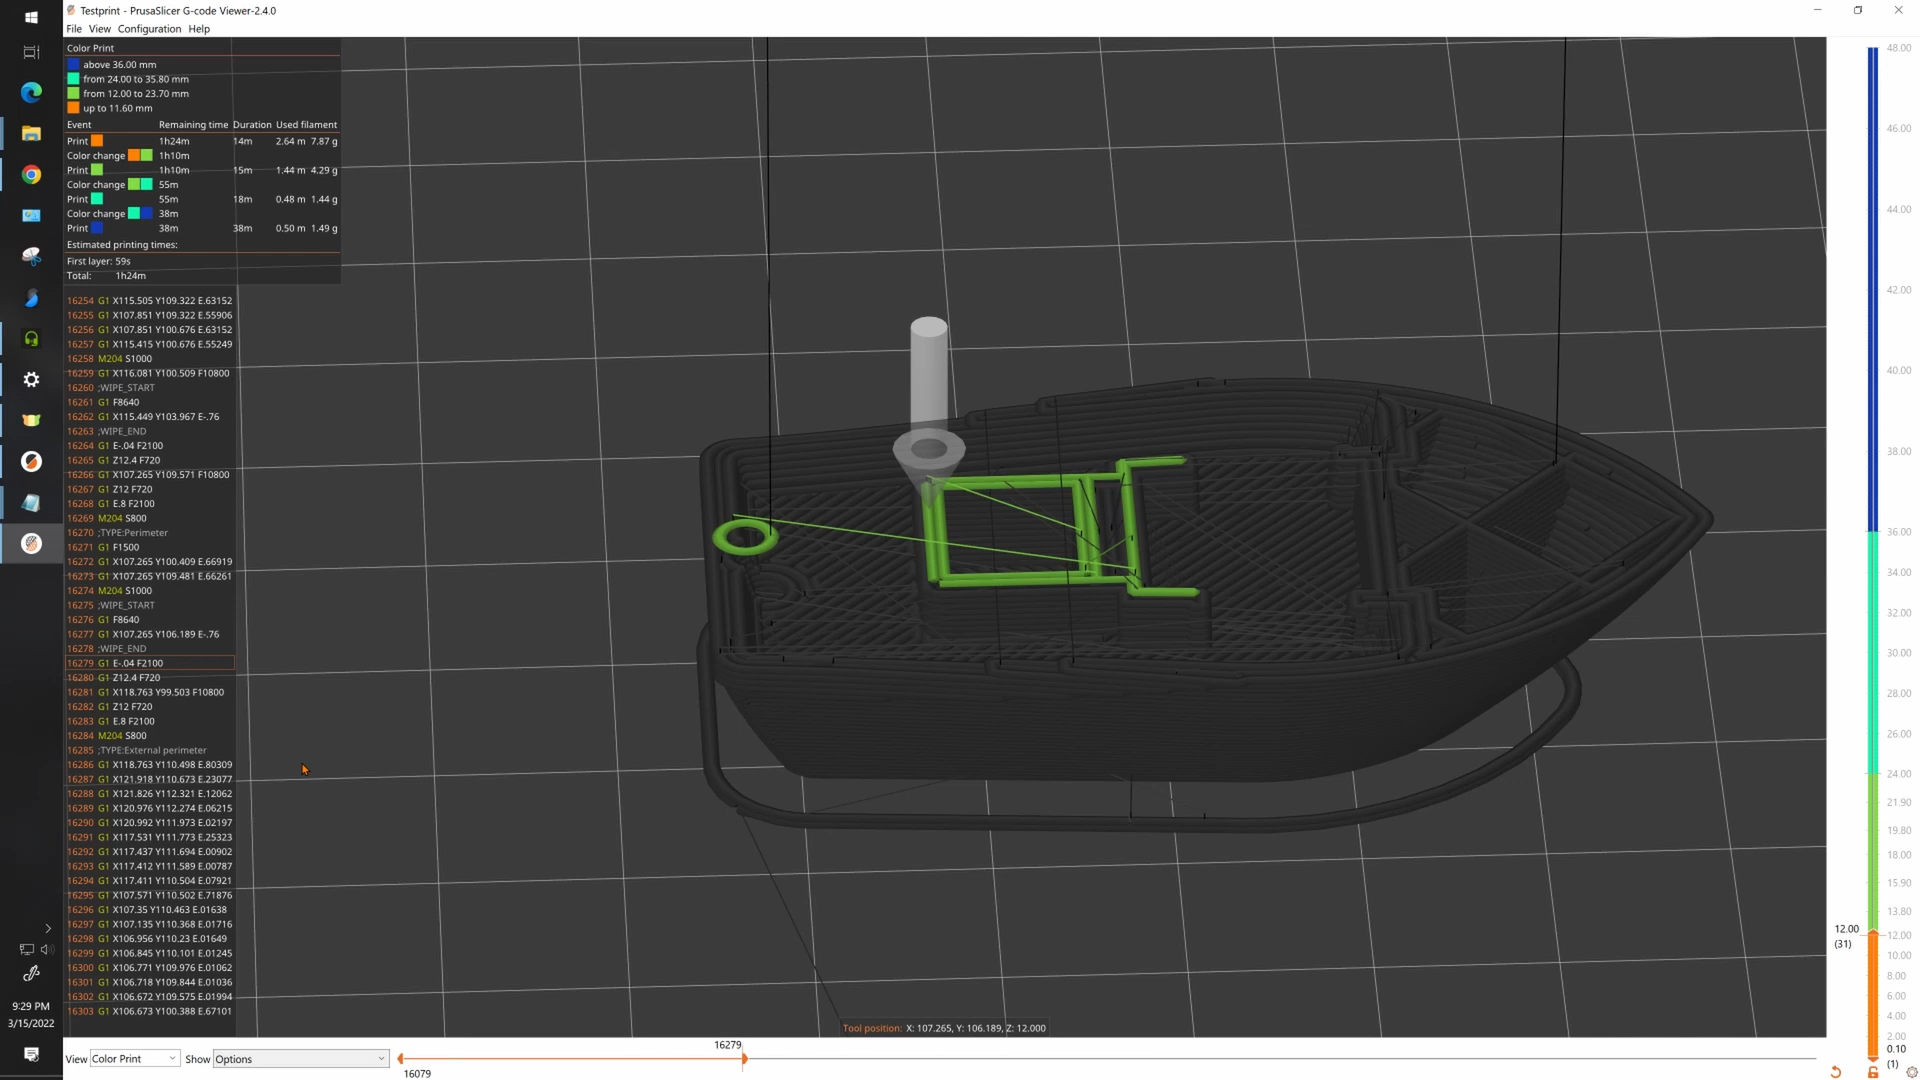 Testprint - PrusaSlicer G-code Viewer-2.4.0
File View Configuration Help
Color Print
above 36.00 mm
from 24.00 to 35.80 mm
from 12.00 to 23.70 mm
up to 11.60 mm
Event Remaining time Duration Used filament
Print 1h24m 14m 2.64 m 7.87 g
Color change 1h10m
Print 1h10m 15m 1.44 m 4.29 g
Color change 55m
Print 55m 18m 0.48 m 1.44 g
Color change 38m
Print 38m 38m 0.50 m 1.49 g
Estimated printing times:
First layer: 59s
Total: 1h24m
16254 G1 X115.505 Y109.322 E.63152
16255 G1 X107.851 Y109.322 E.55906
16256 G1 X107.851 Y100.676 E.63152
16257 G1 X115.415 Y100.676 E.55249
16258 M204 S1000
16259 G1 X116.081 Y100.509 F10800
16260 ;WIPE_START
16261 G1 F8640
16262 G1 X115.449 Y103.967 E-.76
16263 ;WIPE_END
16264 G1 E-.04 F2100
16265 G1 Z12.4 F720
16266 G1 X107.265 Y109.571 F10800
16267 G1 Z12 F720
16268 G1 E.8 F2100
16269 M204 S800
16270 ;TYPE:Perimeter
16271 G1 F1500
16272 G1 X107.265 Y100.409 E.66919
16273 G1 X107.265 Y109.481 E.66261
16274 M204 S1000
16275 ;WIPE_START
16276 G1 F8640
16277 G1 X107.265 Y106.189 E-.76
16278 ;WIPE_END
16279 G1 E-.04 F2100
16280 G1 Z12.4 F720
16281 G1 X118.763 Y99.503 F10800
16282 G1 Z12 F720
16283 G1 E.8 F2100
16284 M204 S800
16285 ;TYPE:External perimeter
16286 G1 X118.763 Y110.498 E.80309
16287 G1 X121.918 Y110.673 E.23077
16288 G1 X121.826 Y112.321 E.12062
16289 G1 X120.976 Y112.274 E.06215
16290 G1 X120.992 Y111.973 E.02197
16291 G1 X117.531 Y111.773 E.25323
16292 G1 X117.437 Y111.694 E.00902
16293 G1 X117.412 Y111.589 E.00787
16294 G1 X117.411 Y110.504 E.07921
16295 G1 X107.571 Y110.502 E.71876
16296 G1 X107.35 Y110.463 E.01638
16297 G1 X107.135 Y110.368 E.01716
16298 G1 X106.956 Y110.23 E.01649
16299 G1 X106.845 Y110.101 E.01245
16300 G1 X106.771 Y109.976 E.01062
16301 G1 X106.718 Y109.844 E.01036
16302 G1 X106.672 Y109.575 E.01994
16303 G1 X106.673 Y100.388 E.67101
Tool position: X: 107.265, Y: 106.189, Z: 12.000
48.00
46.00
44.00
42.00
40.00
38.00
36.00
34.00
32.00
30.00
28.00
26.00
24.00
21.90
19.80
18.00
15.90
13.80
12.00
(31)
12.00
10.00
8.00
6.00
4.00
2.00
0.10
(1)
16279
View Color Print Show Options
16079
9:29 PM
3/15/2022